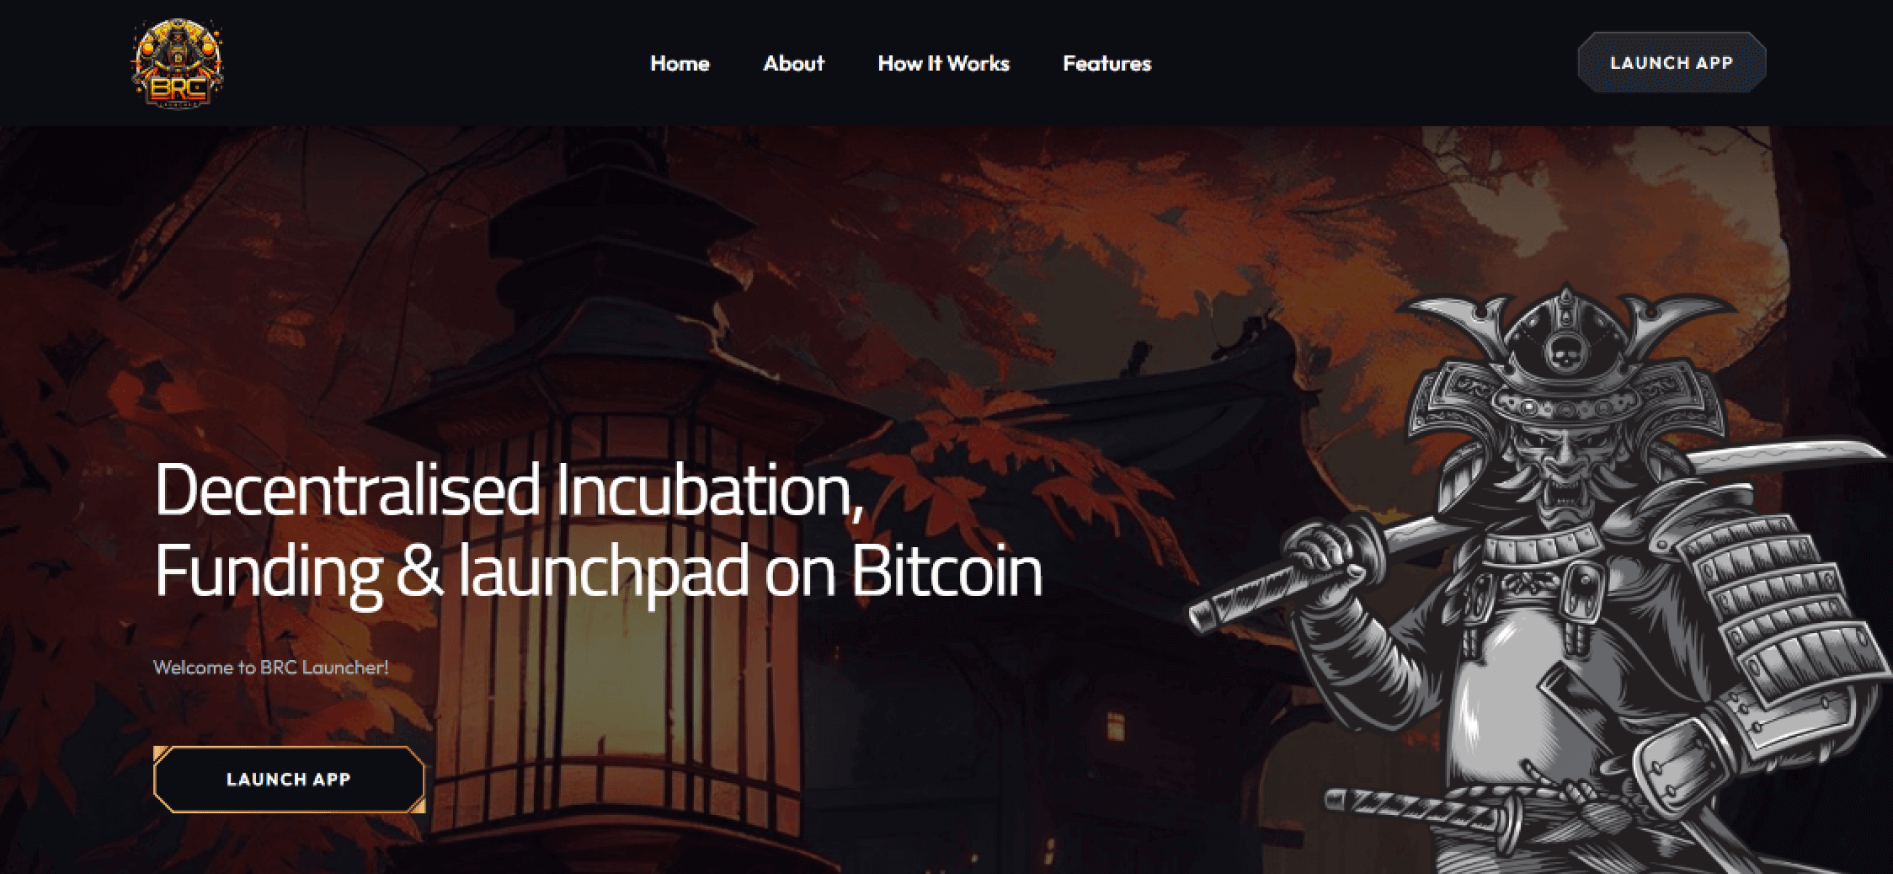 BRC
Home
About
How It Works
Features
LAUNCH APP
Decentralised Incubation,
Funding & launchpad on Bitcoin
Welcome to BRC Launcher!
LAUNCH APP